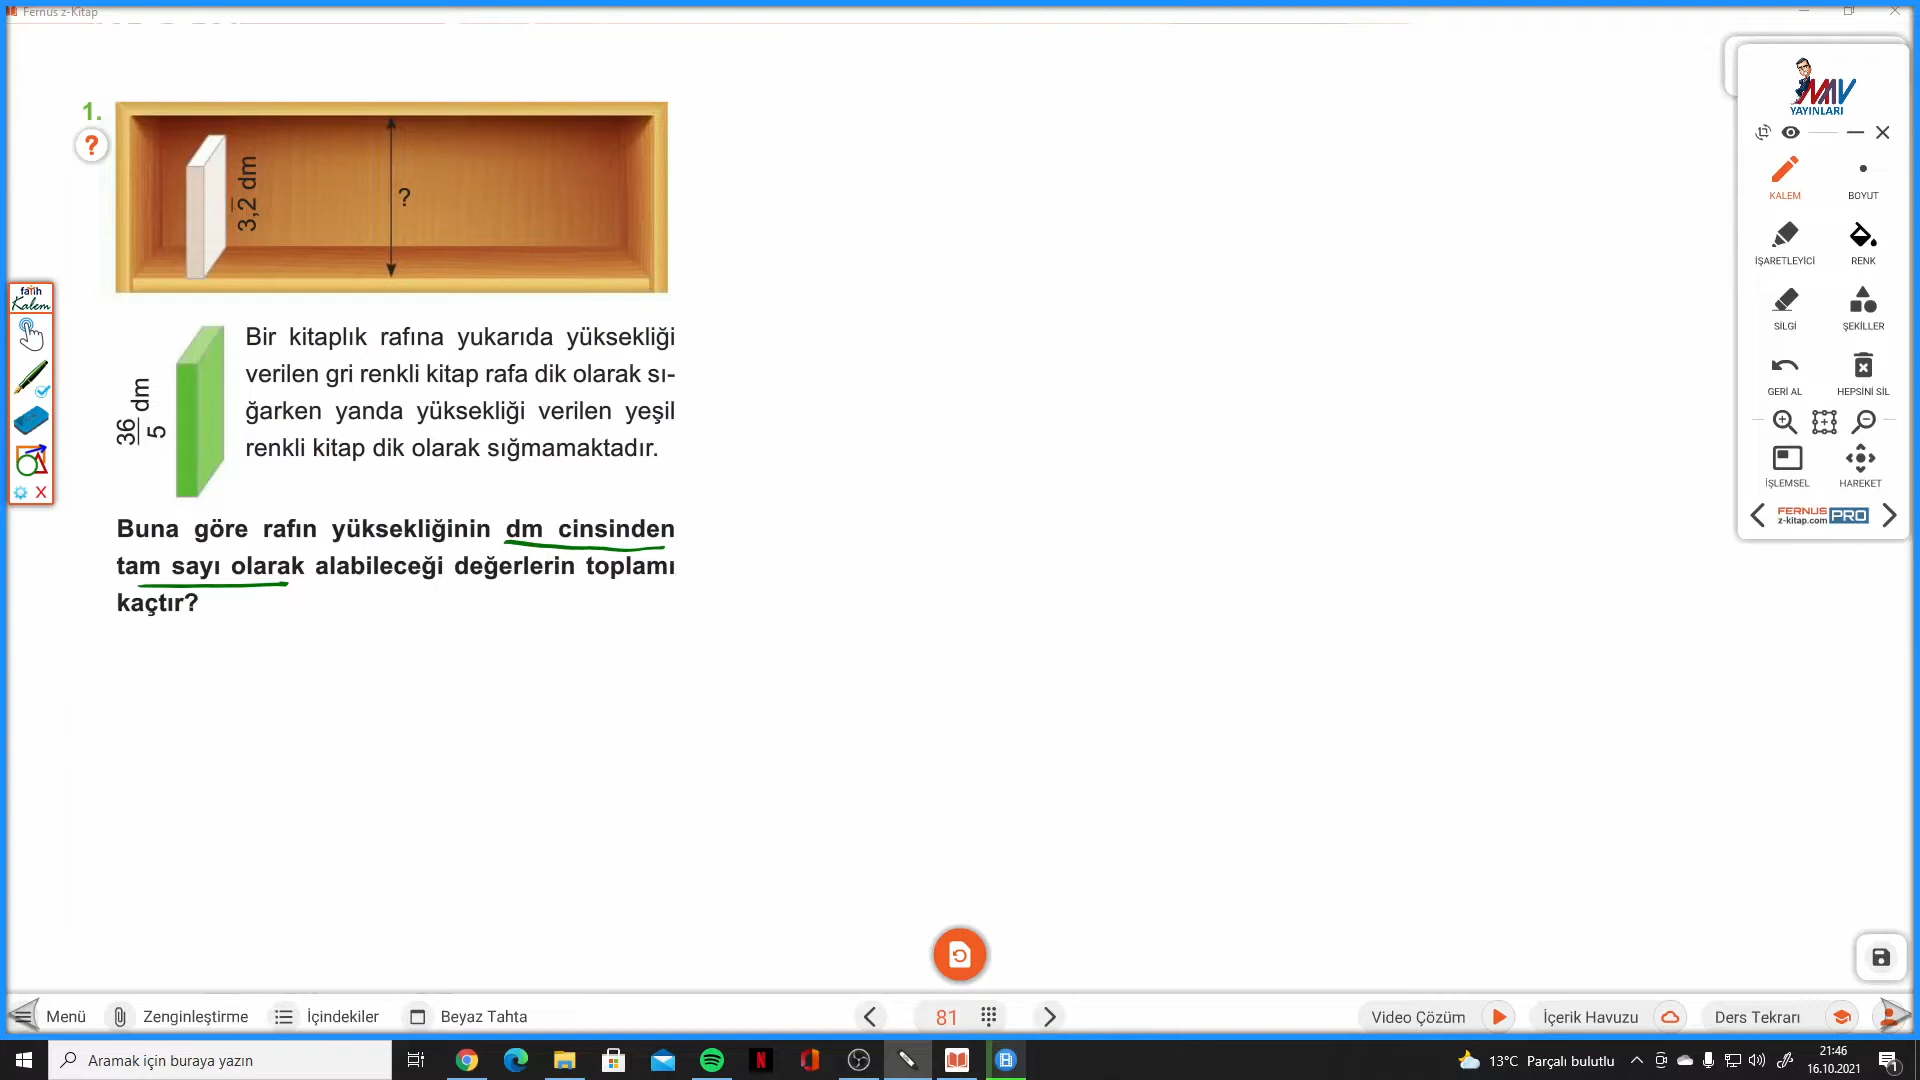 Fernus z-Kitap
1.
?
3,2̅ dm
?
36/5 dm
Bir kitaplık rafına yukarıda yüksekliği
verilen gri renkli kitap rafa dik olarak sı-
ğarken yanda yüksekliği verilen yeşil
renkli kitap dik olarak sığmamaktadır.
Buna göre rafın yüksekliğinin dm cinsinden
tam sayı olarak alabileceği değerlerin toplamı
kaçtır?
fatih
Kalem
X
MAV
YAYINLARI
KALEM
BOYUT
İŞARETLEYİCİ
RENK
SİLGİ
ŞEKİLLER
GERİ AL
HEPSİNİ SİL
İŞLEMSEL
HAREKET
FERNUS
z-kitap.com PRO
Menü
Zenginleştirme
İçindekiler
Beyaz Tahta
81
Video Çözüm
İçerik Havuzu
Ders Tekrarı
Aramak için buraya yazın
13°C Parçalı bulutlu
21:46
16.10.2021
1